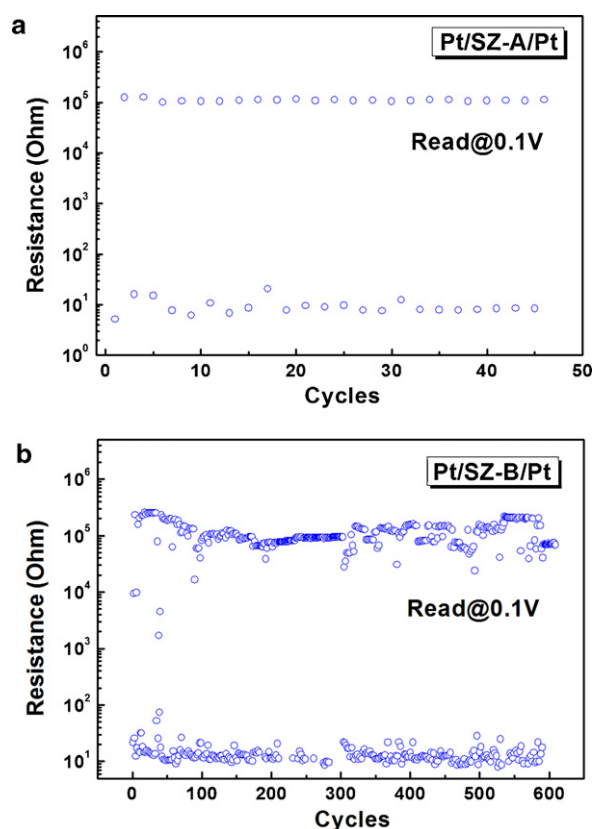 a
Pt/SZ-A/Pt
Read@0.1V
Resistance (Ohm)
10^6
10^5
10^4
10^3
10^2
10^1
10^0
0 10 20 30 40 50
Cycles
b
Pt/SZ-B/Pt
Read@0.1V
Resistance (Ohm)
10^6
10^5
10^4
10^3
10^2
10^1
0 100 200 300 400 500 600
Cycles